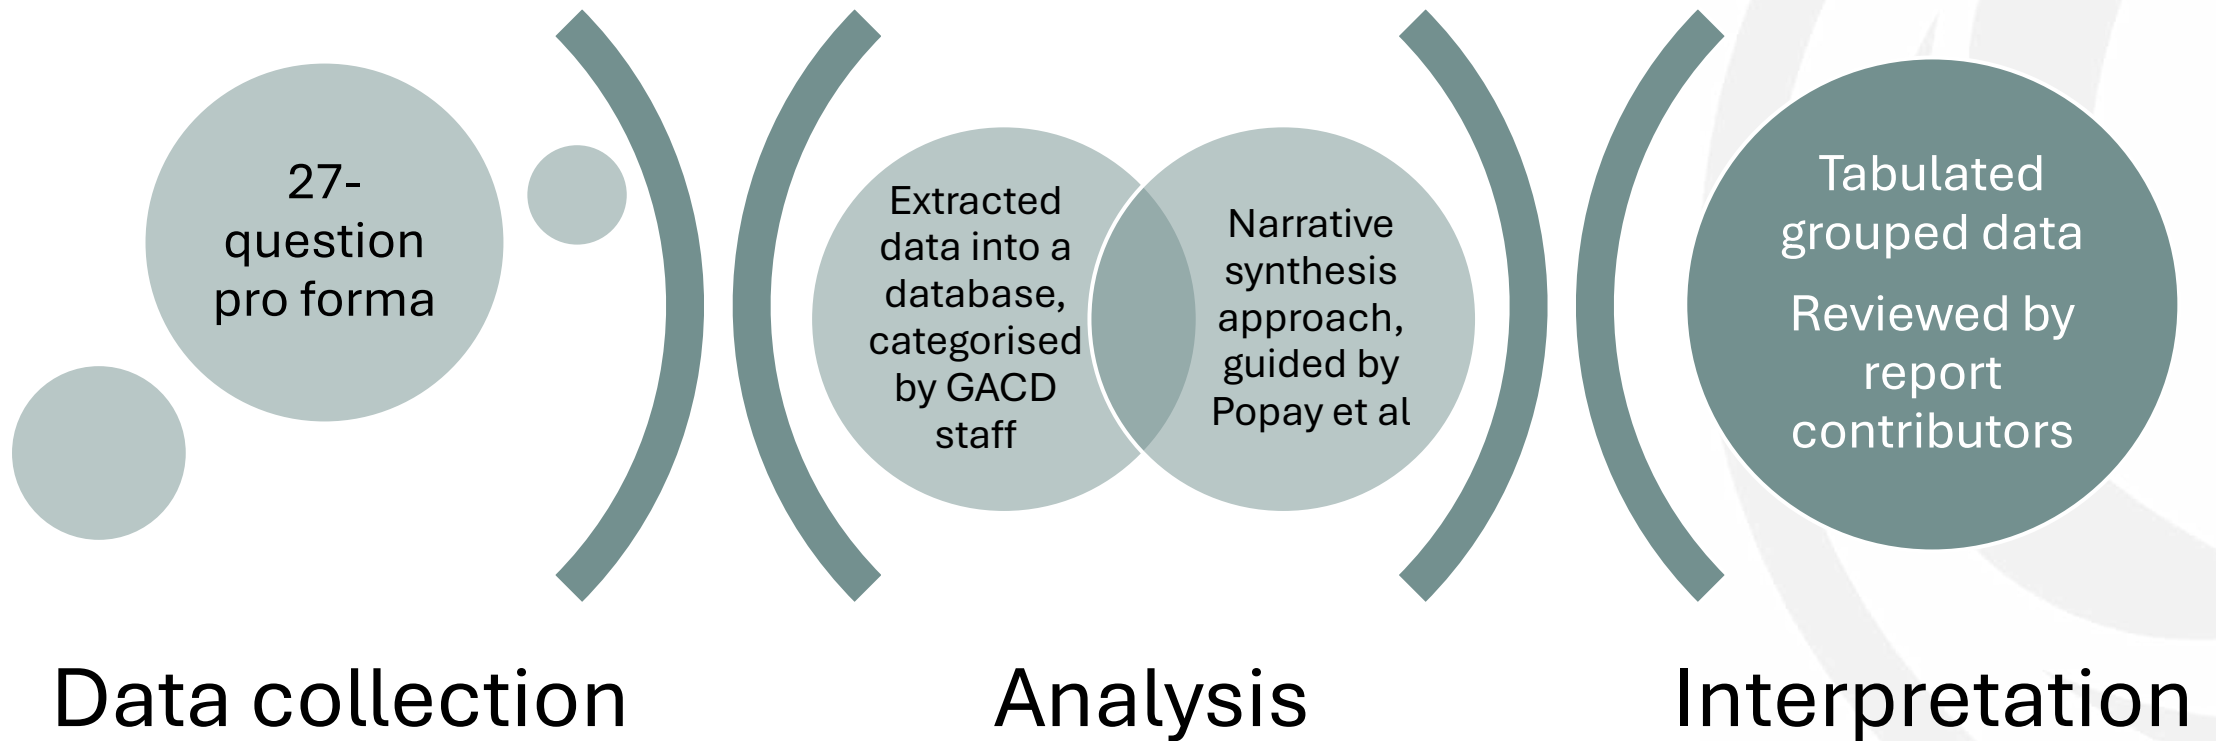 27-
question
pro forma
Extracted
data into a
database,
categorised
by GACD
staff
Narrative
synthesis
approach,
guided by
Popay et al
Tabulated
grouped data
Reviewed by
report
contributors
Data collection
Analysis
Interpretation